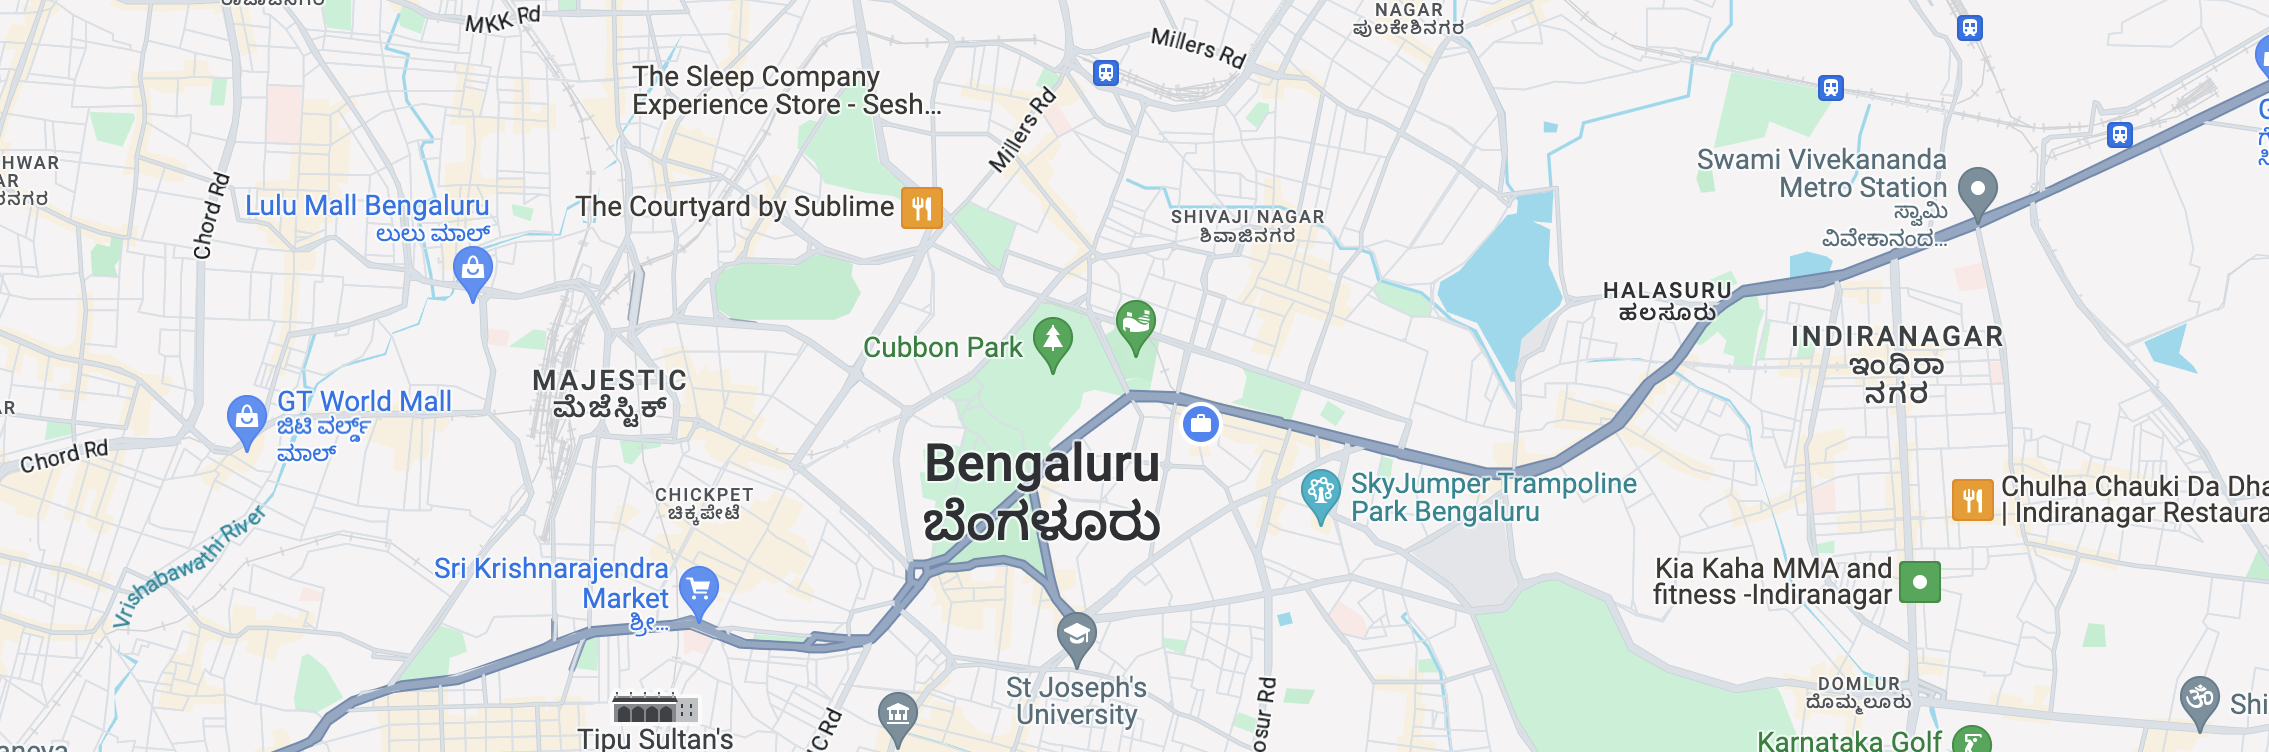 MKK Rd
Millers Rd
NAGAR
ಪುಲಕೇಶಿನಗರ
The Sleep Company
Experience Store - Sesh...
Millers Rd
HWAR
AR
Chord Rd
Lulu Mall Bengaluru
ಲುಲು ಮಾಲ್
The Courtyard by Sublime
SHIVAJI NAGAR
ಶಿವಾಜಿನಗರ
Swami Vivekananda
Metro Station
ಸ್ವಾಮಿ
ವಿವೇಕಾನಂದ...
HALASURU
ಹಲಸೂರು
INDIRANAGAR
ಇಂದಿರಾ
ನಗರ
Cubbon Park
MAJESTIC
ಮೆಜೆಸ್ಟಿಕ್
GT World Mall
ಜಿಟಿ ವರ್ಲ್ಡ್
ಮಾಲ್
Chord Rd
Bengaluru
ಬೆಂಗಳೂರು
CHICKPET
ಚಿಕ್ಕಪೇಟೆ
SkyJumper Trampoline
Park Bengaluru
Chulha Chauki Da Dha
| Indiranagar Restaura
Vrishabawathi River
Sri Krishnarajendra
Market
ಶ್ರೀ...
Kia Kaha MMA and
fitness -Indiranagar
St Joseph's
University
osur Rd
DOMLUR
ದೊಮ್ಮಲೂರು
Shi
Tipu Sultan's
JC Rd
Karnataka Golf